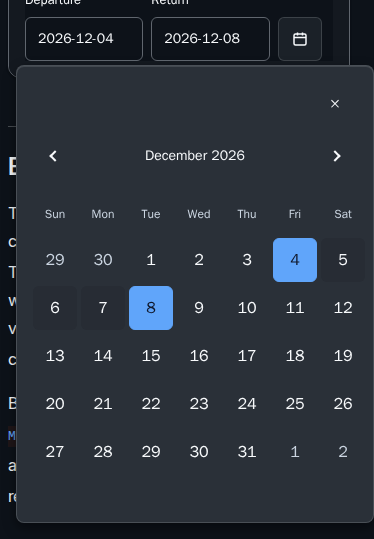 Departure Return
2026-12-04 2026-12-08
×
December 2026
Sun Mon Tue Wed Thu Fri Sat
29 30 1 2 3 4 5
6 7 8 9 10 11 12
13 14 15 16 17 18 19
20 21 22 23 24 25 26
27 28 29 30 31 1 2